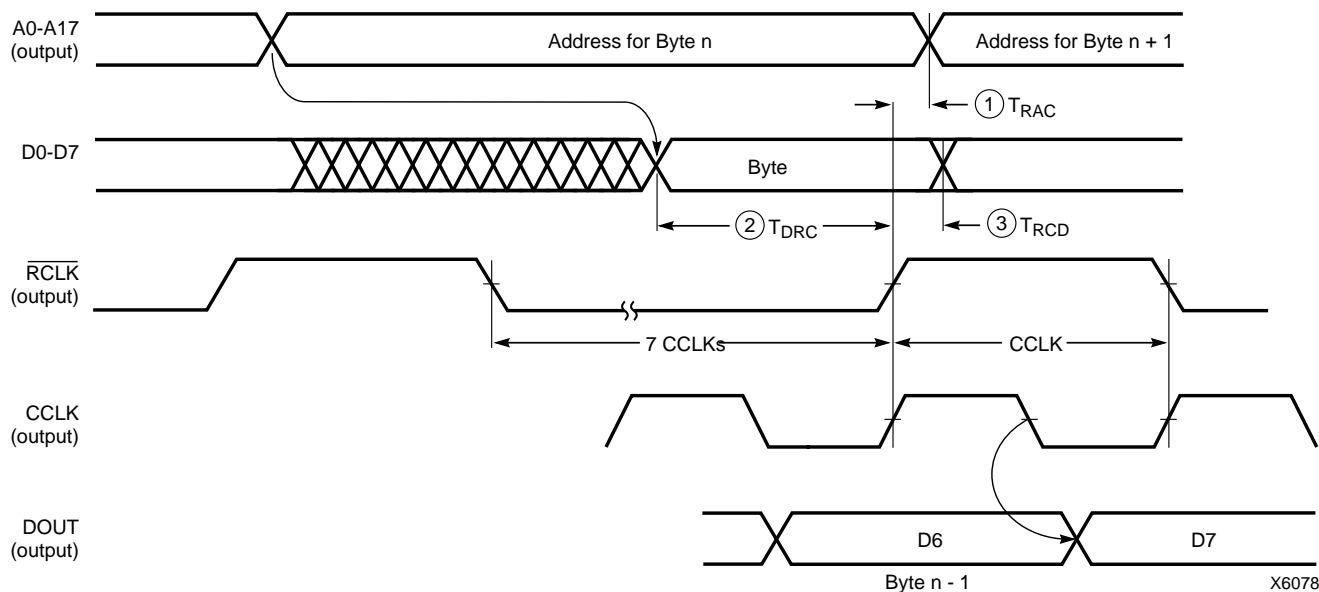 A0-A17
(output)
Address for Byte n
Address for Byte n + 1
1 TRAC
D0-D7
Byte
2 TDRC
3 TRCD
RCLK
(output)
7 CCLKs
CCLK
CCLK
(output)
DOUT
(output)
D6
D7
Byte n - 1
X6078